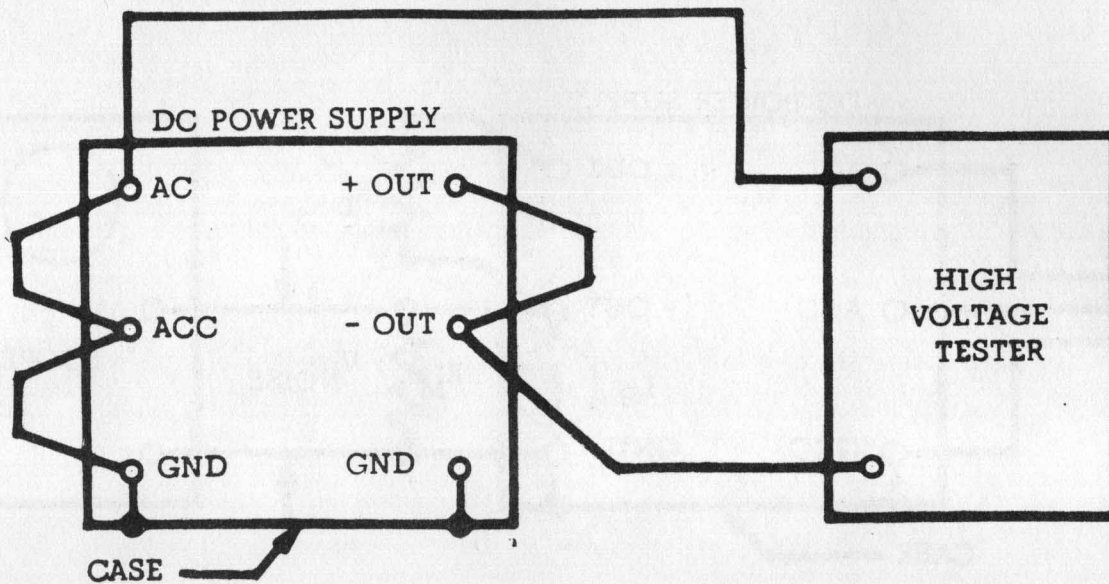 DC POWER SUPPLY
AC
+ OUT
ACC
- OUT
GND
GND
CASE
HIGH
VOLTAGE
TESTER